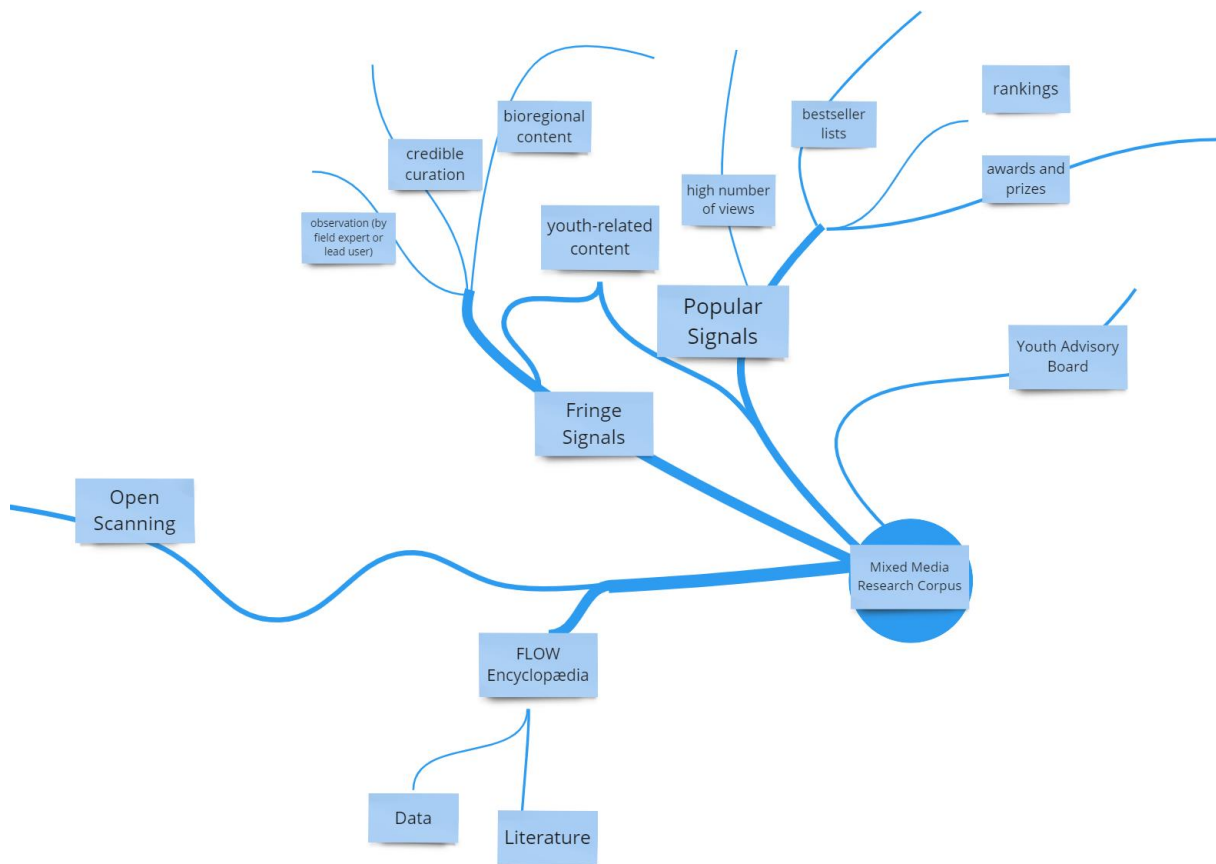 rankings
bestseller
lists
bioregional
content
credible
curation
awards and
prizes
high number
of views
observation (by
field expert or
lead user)
youth-related
content
Popular
Signals
Youth Advisory
Board
Fringe
Signals
Open
Scanning
Mixed Media
Research Corpus
FLOW
Encyclopædia
Data
Literature